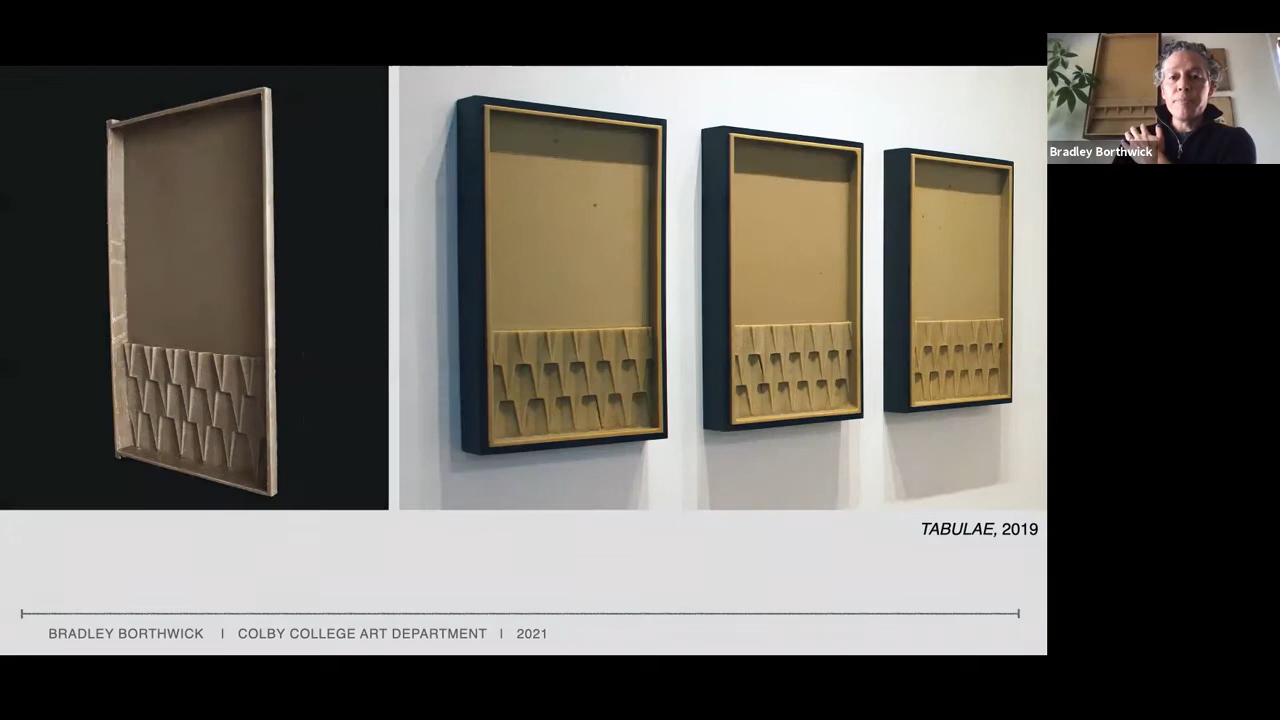 Bradley Borthwick
TABULAE, 2019
BRADLEY BORTHWICK | COLBY COLLEGE ART DEPARTMENT | 2021